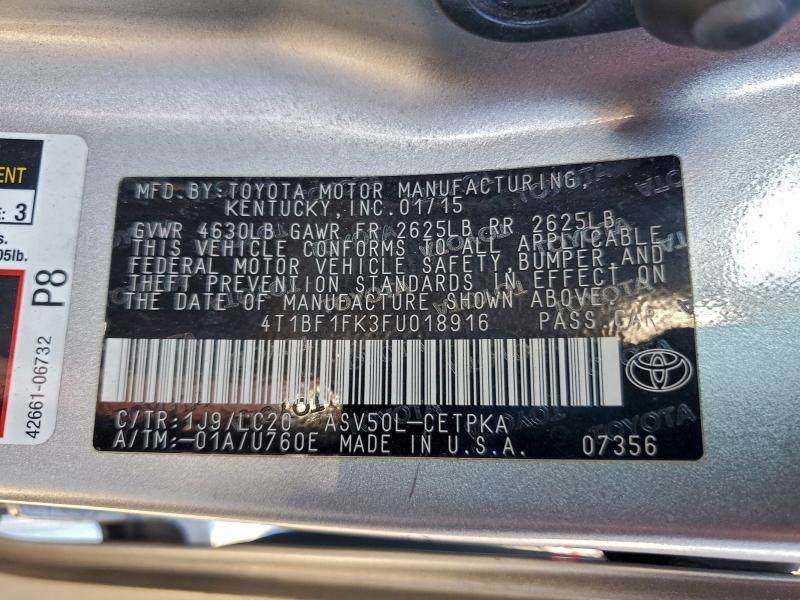 MFD.BY:TOYOTA MOTOR MANUFACTURING,
KENTUCKY,INC.01/15
GVWR 4630LB GAWR FR 2625LB RR 2625LB
THIS VEHICLE CONFORMS TO ALL APPLICABLE
FEDERAL MOTOR VEHICLE SAFETY, BUMPER AND
THEFT PREVENTION STANDARDS IN EFFECT ON
THE DATE OF MANUFACTURE SHOWN ABOVE.
4T1BF1FK3FU018916 PASS.CAR
C/TR:1J9/LC20 ASV50L-CETPKA
A/TM:-01A/U760E MADE IN U.S.A. 07356
ENT
E: 3
s.
05lb.
P8
42661-06732